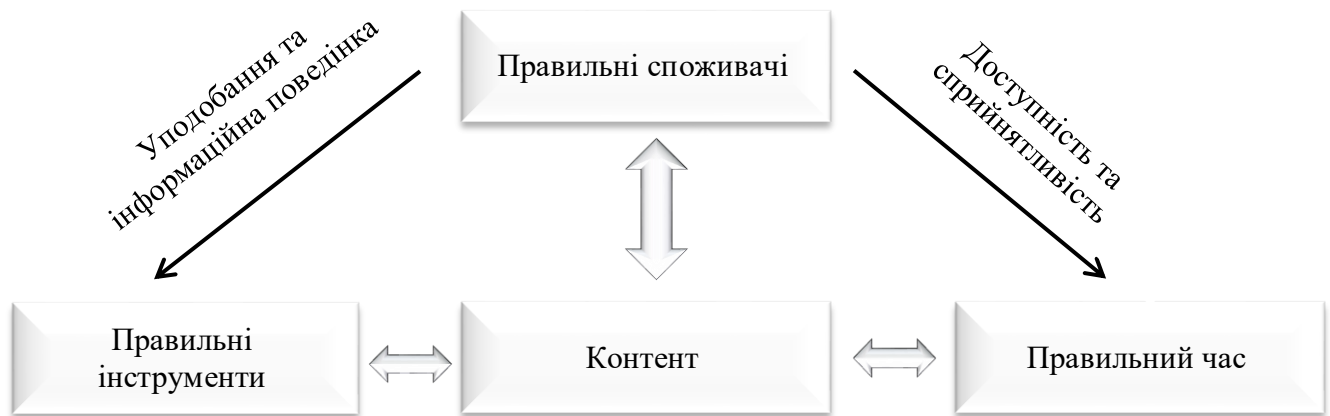 Уподобання та
інформаційна поведінка
Правильні споживачі
Доступність та
сприйнятливість
Правильні
інструменти
Контент
Правильний час